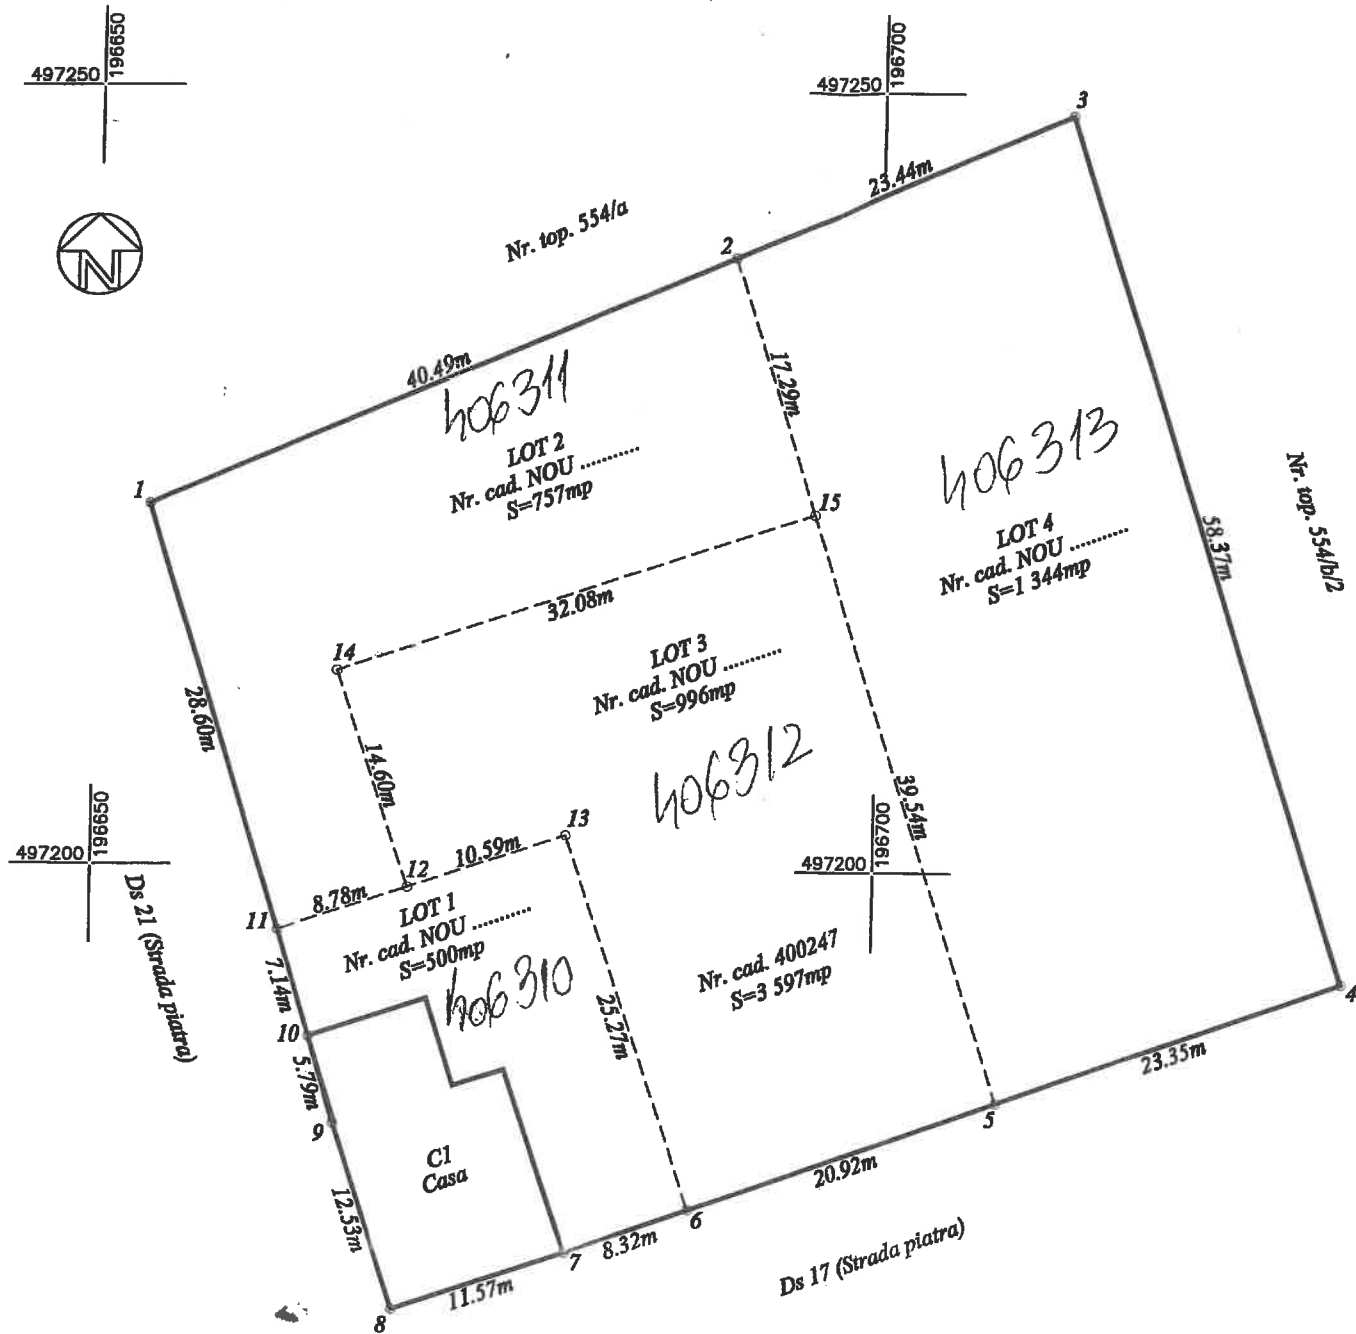 497250
196650
497250
196700
3
23.44m
N
Nr. top. 554/a
2
17.29m
40.49m
406311
LOT 2
Nr. cad. NOU ..........
S=757mp
406313
LOT 4
Nr. cad. NOU ..........
S=1 344mp
Nr. top. 554/b/2
58.37m
1
15
32.08m
14
LOT 3
Nr. cad. NOU ..........
S=996mp
28.60m
14.60m
406312
39.54m
497200
196650
497200
196700
13
10.59m
12
8.78m
11
LOT 1
Nr. cad. NOU ..........
S=500mp
406310
Ds 21 (Strada piatra)
7.14m
10
25.27m
Nr. cad. 400247
S=3 597mp
4
23.35m
5.79m
9
5
C1
Casa
20.92m
12.53m
6
8.32m
7
Ds 17 (Strada piatra)
11.57m
8